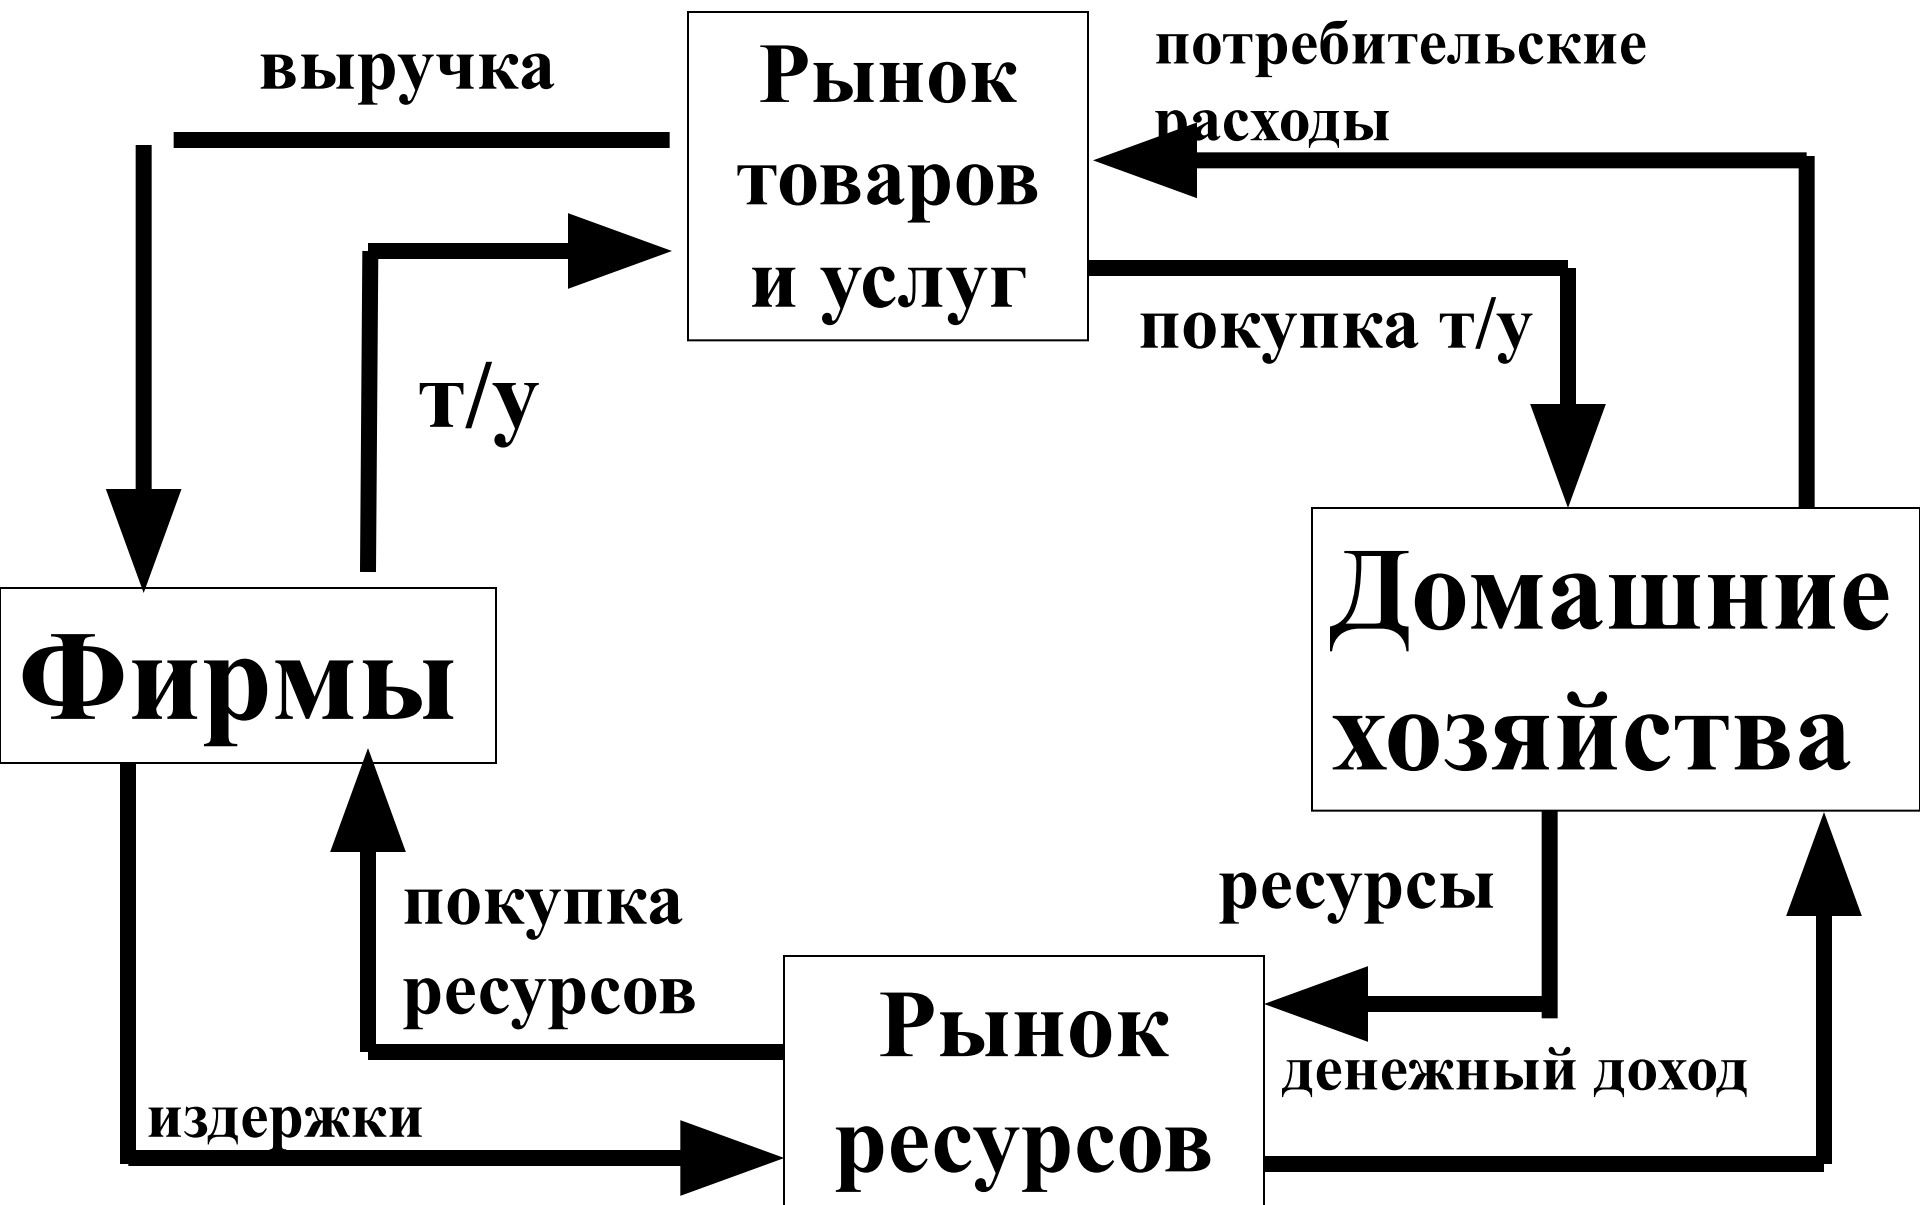 выручка
Рынок
товаров
и услуг
потребительские
расходы
покупка т/у
т/у
Фирмы
Домашние
хозяйства
покупка
ресурсов
ресурсы
Рынок
ресурсов
денежный доход
издержки